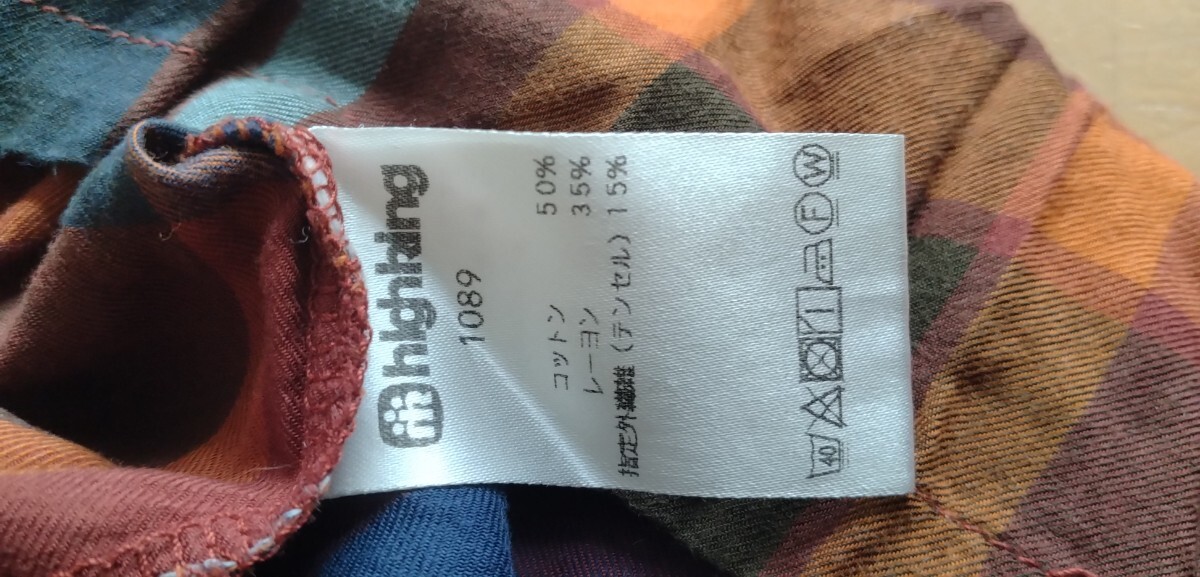 highking
1089
コットン 50%
レーヨン 35%
指定外繊維 (テンセル) 15%
40 F W